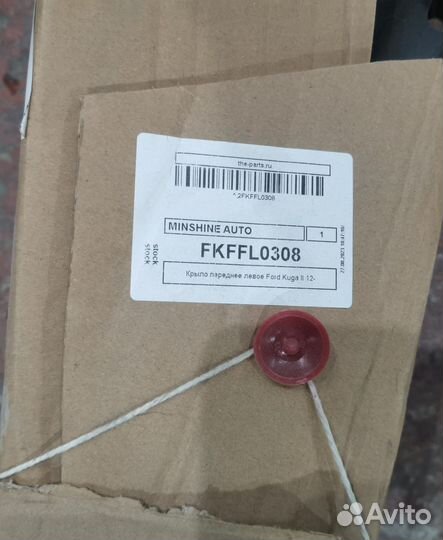 the-parts.ru
^2FKFFL0308
MINSHINE AUTO
1
FKFFL0308
Крыло переднее левое Ford Kuga II 12-
stock
stock
Avito